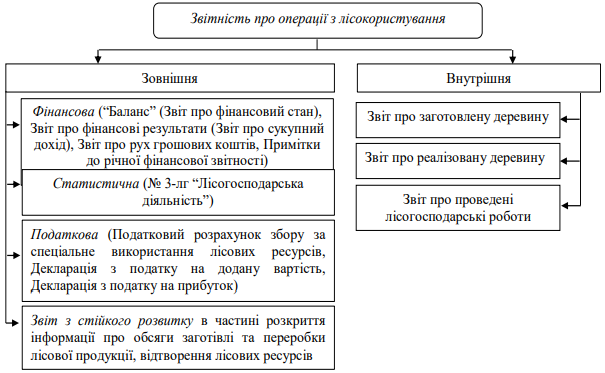 Звітність про операції з лісокористування
Зовнішня
Фінансова (“Баланс” (Звіт про фінансовий стан),
Звіт про фінансові результати (Звіт про сукупний
дохід), Звіт про рух грошових коштів, Примітки
до річної фінансової звітності)
Статистична (№ 3-лг “Лісогосподарська
діяльність”)
Податкова (Податковий розрахунок збору за
спеціальне використання лісових ресурсів,
Декларація з податку на додану вартість,
Декларація з податку на прибуток)
Звіт з стійкого розвитку в частині розкриття
інформації про обсяги заготівлі та переробки
лісової продукції, відтворення лісових ресурсів
Внутрішня
Звіт про заготовлену деревину
Звіт про реалізовану деревину
Звіт про проведені
лісогосподарські роботи